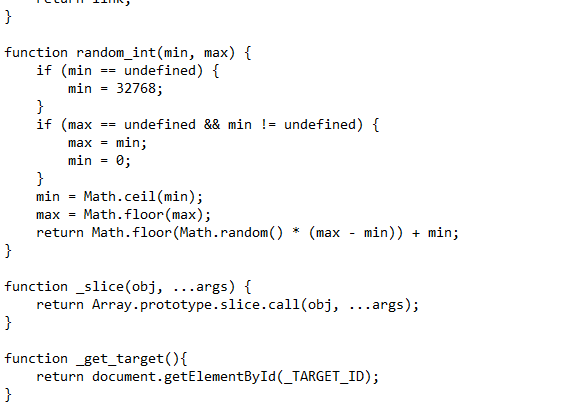 return link;
}
function random_int(min, max) {
    if (min == undefined) {
        min = 32768;
    }
    if (max == undefined && min != undefined) {
        max = min;
        min = 0;
    }
    min = Math.ceil(min);
    max = Math.floor(max);
    return Math.floor(Math.random() * (max - min)) + min;
}
function _slice(obj, ...args) {
    return Array.prototype.slice.call(obj, ...args);
}
function _get_target(){
    return document.getElementById(_TARGET_ID);
}